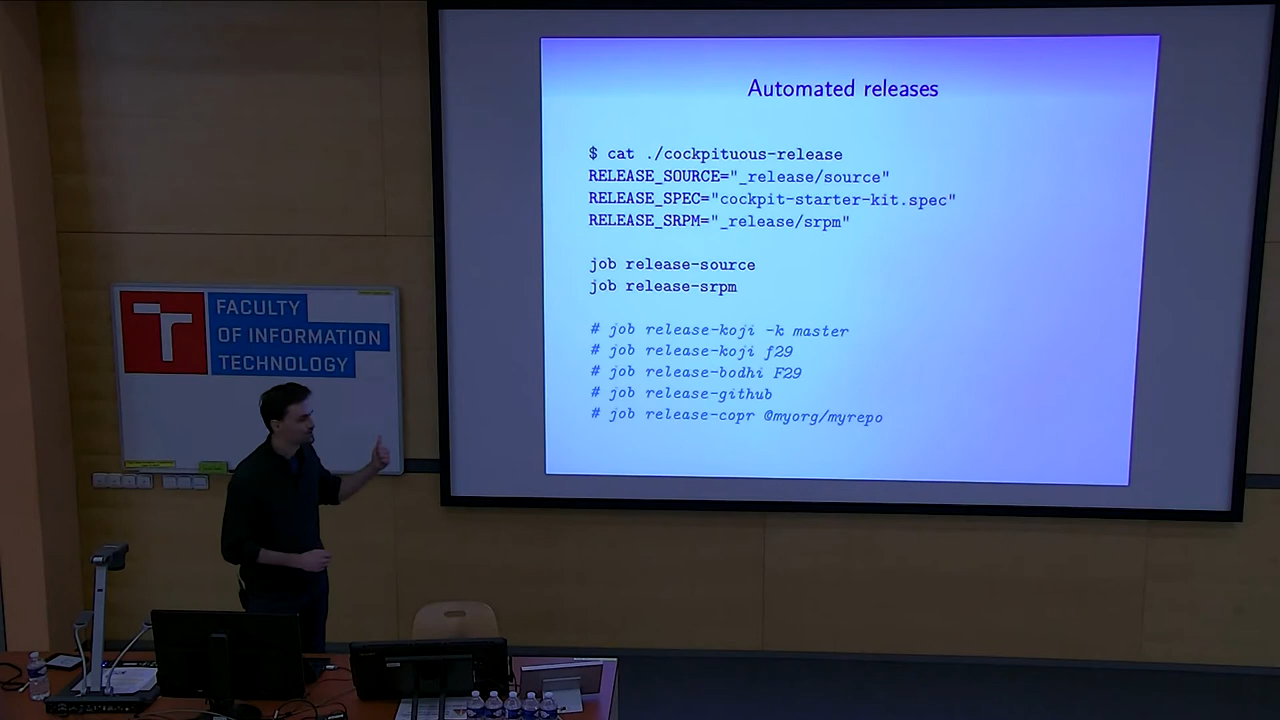 Automated releases
$ cat ./cockpituous-release
RELEASE_SOURCE="_release/source"
RELEASE_SPEC="cockpit-starter-kit.spec"
RELEASE_SRPM="_release/srpm"
job release-source
job release-srpm
# job release-koji -k master
# job release-koji f29
# job release-bodhi F29
# job release-github
# job release-copr @myorg/myrepo
FACULTY
OF INFORMATION
TECHNOLOGY